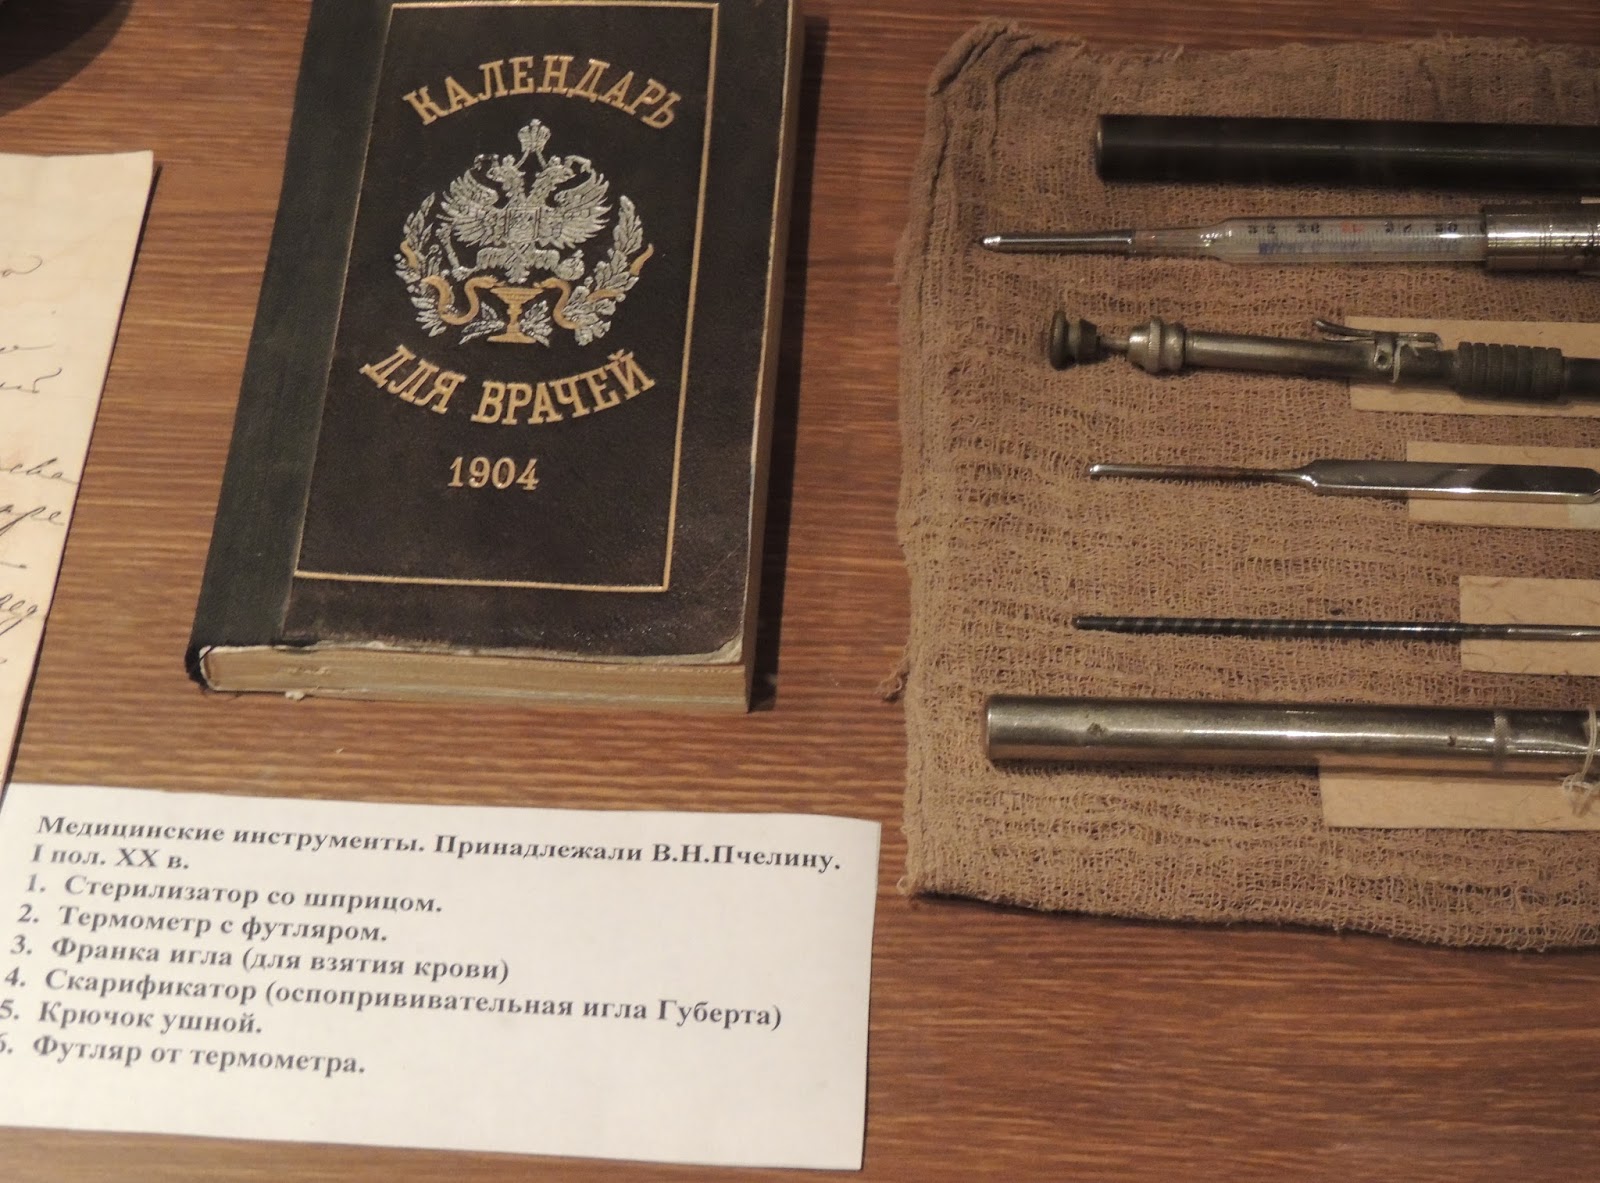 КАЛЕНДАРЬ
ДЛЯ ВРАЧЕЙ
1904
Медицинские инструменты. Принадлежали В.Н.Пчелину.
I пол. XX в.
1. Стерилизатор со шприцом.
2. Термометр с футляром.
3. Франка игла (для взятия крови)
4. Скарификатор (оспопрививательная игла Губерта)
5. Крючок ушной.
6. Футляр от термометра.